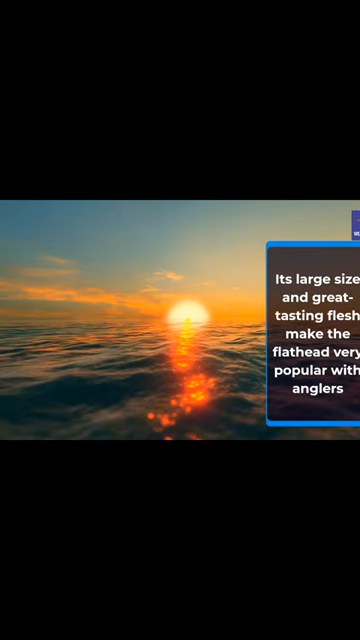 Its large size
and great-
tasting flesh
make the
flathead very
popular with
anglers